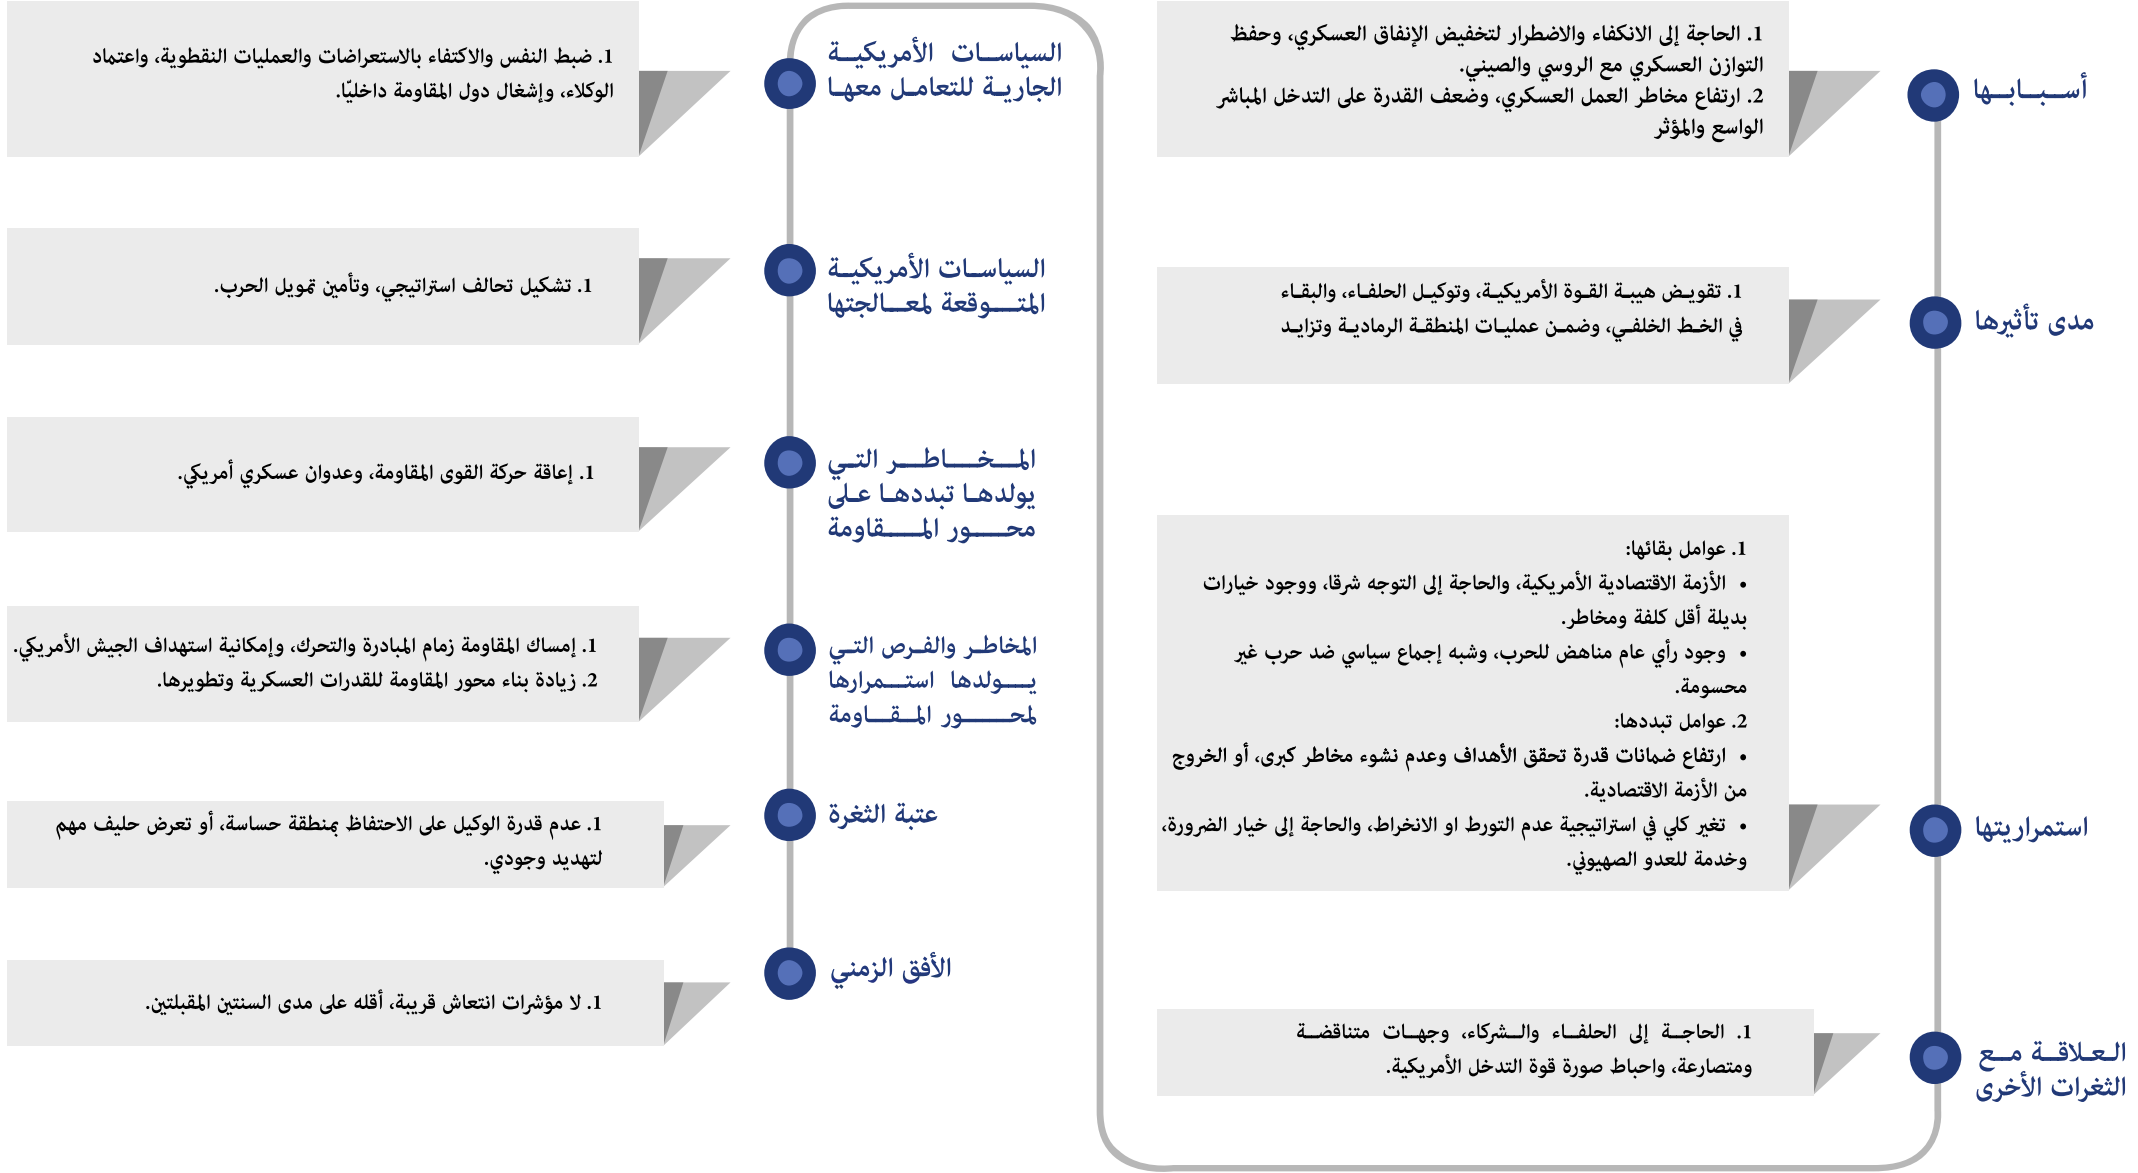 أسبابها
1. الحاجة إلى الانكفاء والاضطرار لتخفيض الإنفاق العسكري، وحفظ
التوازن العسكري مع الروسي والصيني.
2. ارتفاع مخاطر العمل العسكري، وضعف القدرة على التدخل المباشر
الواسع والمؤثر
مدى تأثيرها
1. تقويض هيبة القوة الأمريكية، وتوكيل الحلفاء، والبقاء
في الخط الخلفي، وضمن عمليات المنطقة الرمادية وتزايد
استمراريتها
1. عوامل بقائها:
• الأزمة الاقتصادية الأمريكية، والحاجة إلى التوجه شرقا، ووجود خيارات
بديلة أقل كلفة ومخاطر.
• وجود رأي عام مناهض للحرب، وشبه إجماع سياسي ضد حرب غير
محسومة.
2. عوامل تبددها:
• ارتفاع ضمانات قدرة تحقق الأهداف وعدم نشوء مخاطر كبرى، أو الخروج
من الأزمة الاقتصادية.
• تغير كلي في استراتيجية عدم التورط او الانخراط، والحاجة إلى خيار الضرورة،
وخدمة للعدو الصهيوني.
العلاقة مع
الثغرات الأخرى
1. الحاجة إلى الحلفاء والشركاء، وجهات متناقضة
ومتصارعة، واحباط صورة قوة التدخل الأمريكية.
السياسات الأمريكية
الجارية للتعامل معها
1. ضبط النفس والاكتفاء بالاستعراضات والعمليات النقطوية، واعتماد
الوكلاء، وإشغال دول المقاومة داخليًّا.
السياسات الأمريكية
المتوقعة لمعالجتها
1. تشكيل تحالف استراتيجي، وتأمين تمويل الحرب.
المخاطر التي
يولدها تبددها على
محور المقاومة
1. إعاقة حركة القوى المقاومة، وعدوان عسكري أمريكي.
المخاطر والفرص التي
يولدها استمرارها
لمحور المقاومة
1. إمساك المقاومة زمام المبادرة والتحرك، وإمكانية استهداف الجيش الأمريكي.
2. زيادة بناء محور المقاومة للقدرات العسكرية وتطويرها.
عتبة الثغرة
1. عدم قدرة الوكيل على الاحتفاظ بمنطقة حساسة، أو تعرض حليف مهم
لتهديد وجودي.
الأفق الزمني
1. لا مؤشرات انتعاش قريبة، أقله على مدى السنتين المقبلتين.